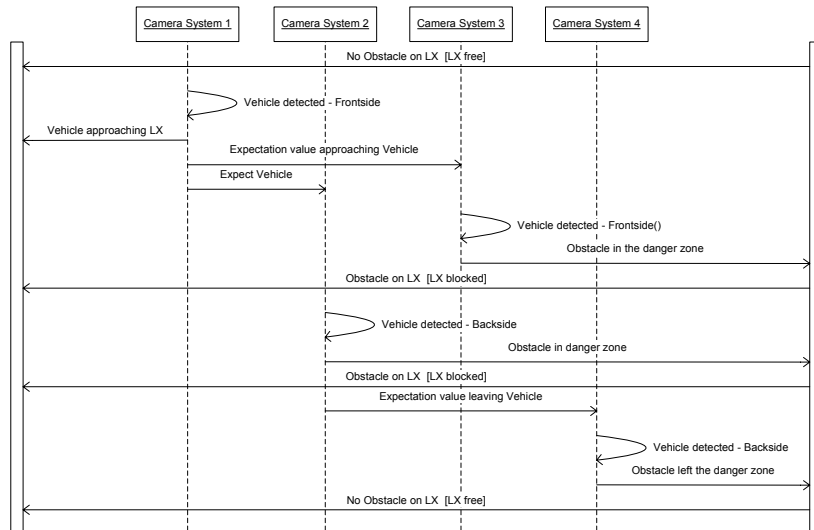 Camera System 1
Camera System 2
Camera System 3
Camera System 4
No Obstacle on LX [LX free]
Vehicle detected - Frontside
Vehicle approaching LX
Expectation value approaching Vehicle
Expect Vehicle
Vehicle detected - Frontside()
Obstacle in the danger zone
Obstacle on LX [LX blocked]
Vehicle detected - Backside
Obstacle in danger zone
Obstacle on LX [LX blocked]
Expectation value leaving Vehicle
Vehicle detected - Backside
Obstacle left the danger zone
No Obstacle on LX [LX free]